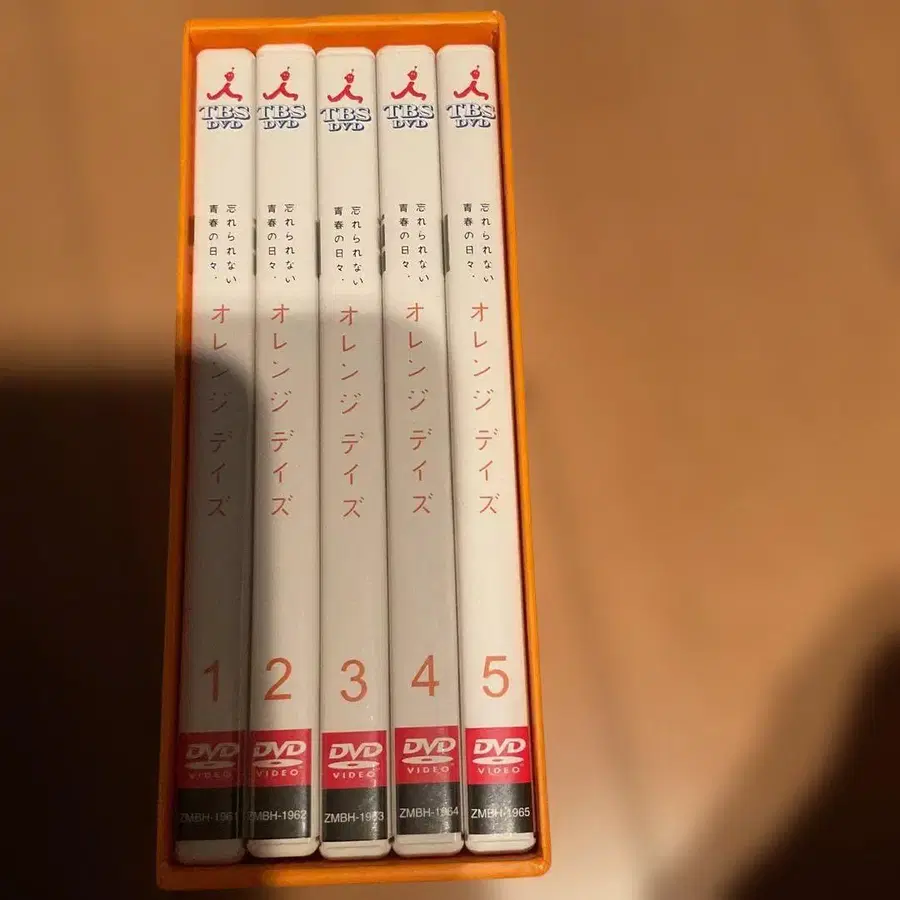 TBS
DVD
忘れられない
青春の日々。
オレンジデイズ
1
DVD
VIDEO
ZMBH-1961
TBS
DVD
忘れられない
青春の日々。
オレンジデイズ
2
DVD
VIDEO
ZMBH-1962
TBS
DVD
忘れられない
青春の日々。
オレンジデイズ
3
DVD
VIDEO
ZMBH-1963
TBS
DVD
忘れられない
青春の日々。
オレンジデイズ
4
DVD
VIDEO
ZMBH-1964
TBS
DVD
忘れられない
青春の日々。
オレンジデイズ
5
DVD
VIDEO
ZMBH-1965